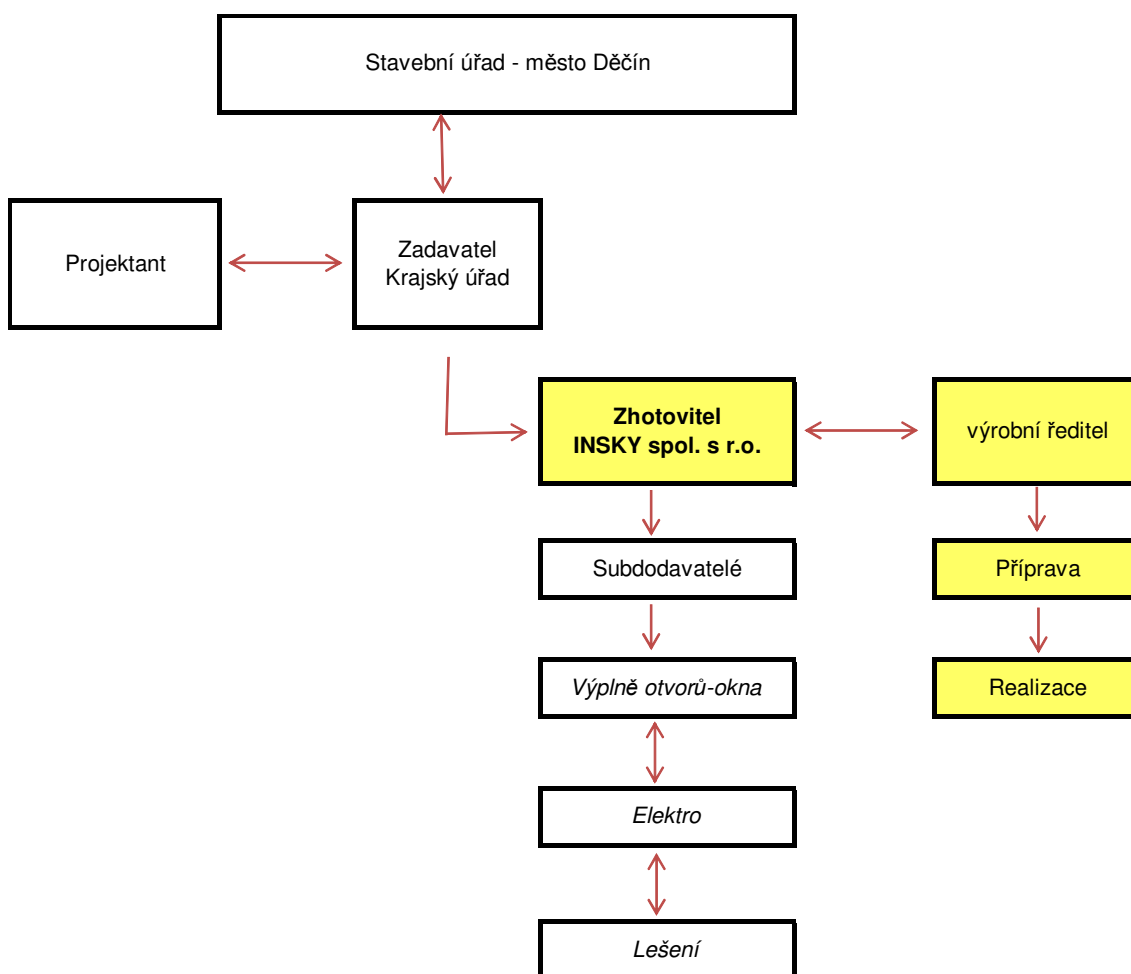 Stavební úřad - město Děčín
Projektant
Zadavatel
Krajský úřad
Zhotovitel
INSKY spol. s r.o.
výrobní ředitel
Subdodavatelé
Příprava
Výplně otvorů-okna
Realizace
Elektro
Lešení